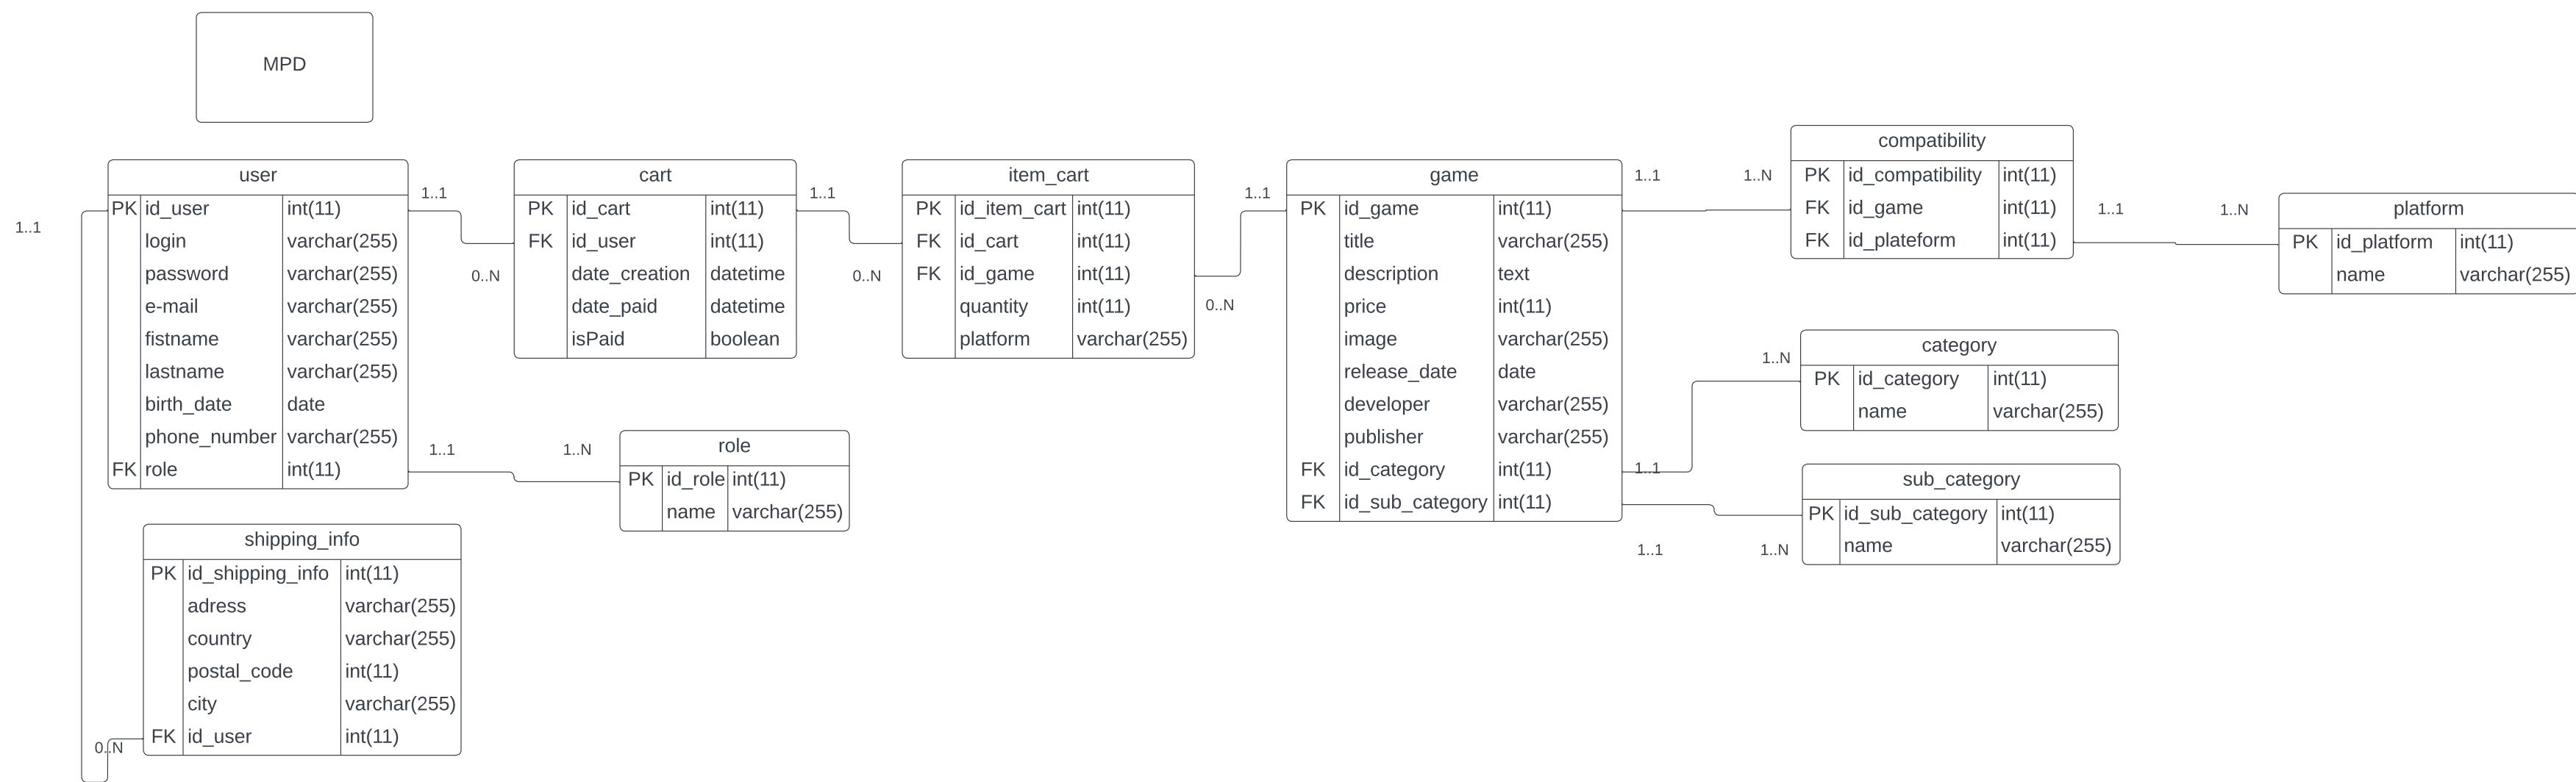 MPD
user
PK id_user int(11)
login varchar(255)
password varchar(255)
e-mail varchar(255)
fistname varchar(255)
lastname varchar(255)
birth_date date
phone_number varchar(255)
FK role int(11)
1..1
1..1
0..N
cart
PK id_cart int(11)
FK id_user int(11)
date_creation datetime
date_paid datetime
isPaid boolean
1..1
0..N
item_cart
PK id_item_cart int(11)
FK id_cart int(11)
FK id_game int(11)
quantity int(11)
platform varchar(255)
1..1
0..N
game
PK id_game int(11)
title varchar(255)
description text
price int(11)
image varchar(255)
release_date date
developer varchar(255)
publisher varchar(255)
FK id_category int(11)
FK id_sub_category int(11)
1..1
1..N
compatibility
PK id_compatibility int(11)
FK id_game int(11)
FK id_plateform int(11)
1..1
1..N
platform
PK id_platform int(11)
name varchar(255)
1..N
1..1
category
PK id_category int(11)
name varchar(255)
sub_category
PK id_sub_category int(11)
name varchar(255)
1..1
1..N
1..1
1..N
role
PK id_role int(11)
name varchar(255)
shipping_info
PK id_shipping_info int(11)
adress varchar(255)
country varchar(255)
postal_code int(11)
city varchar(255)
FK id_user int(11)
0..N